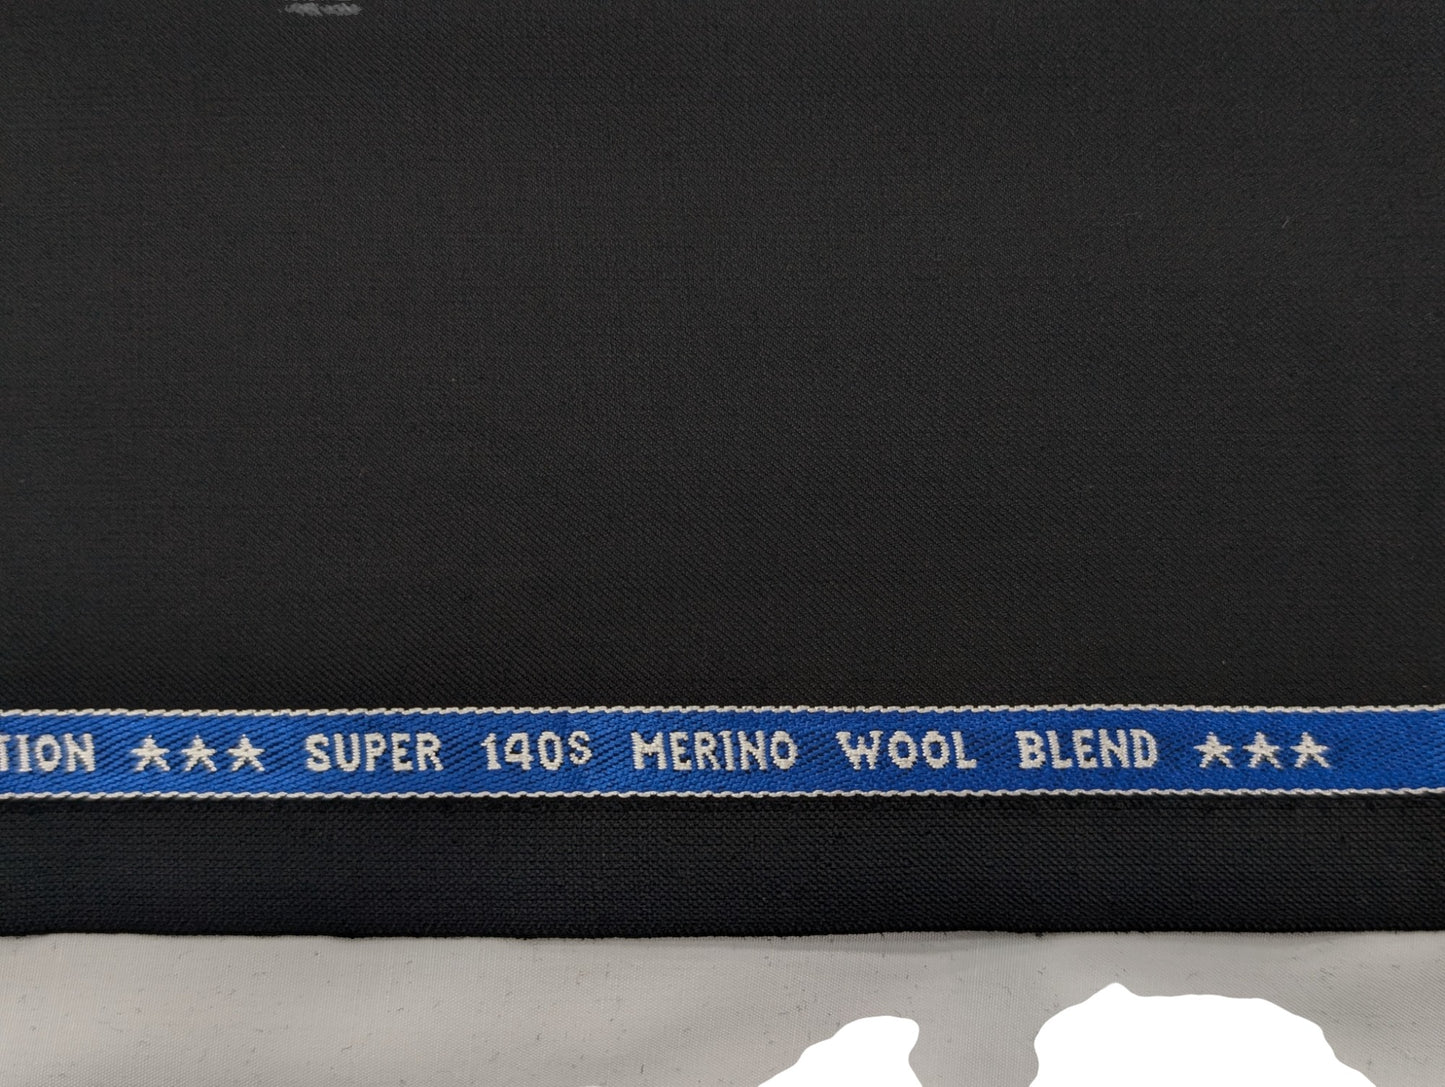 TION ★★★ SUPER 140s MERINO WOOL BLEND ★★★